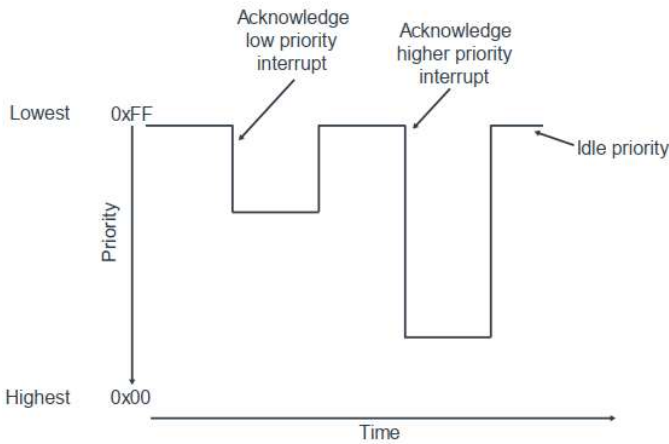 Acknowledge
low priority
interrupt
Acknowledge
higher priority
interrupt
Lowest 0xFF
Idle priority
Priority
Highest 0x00
Time